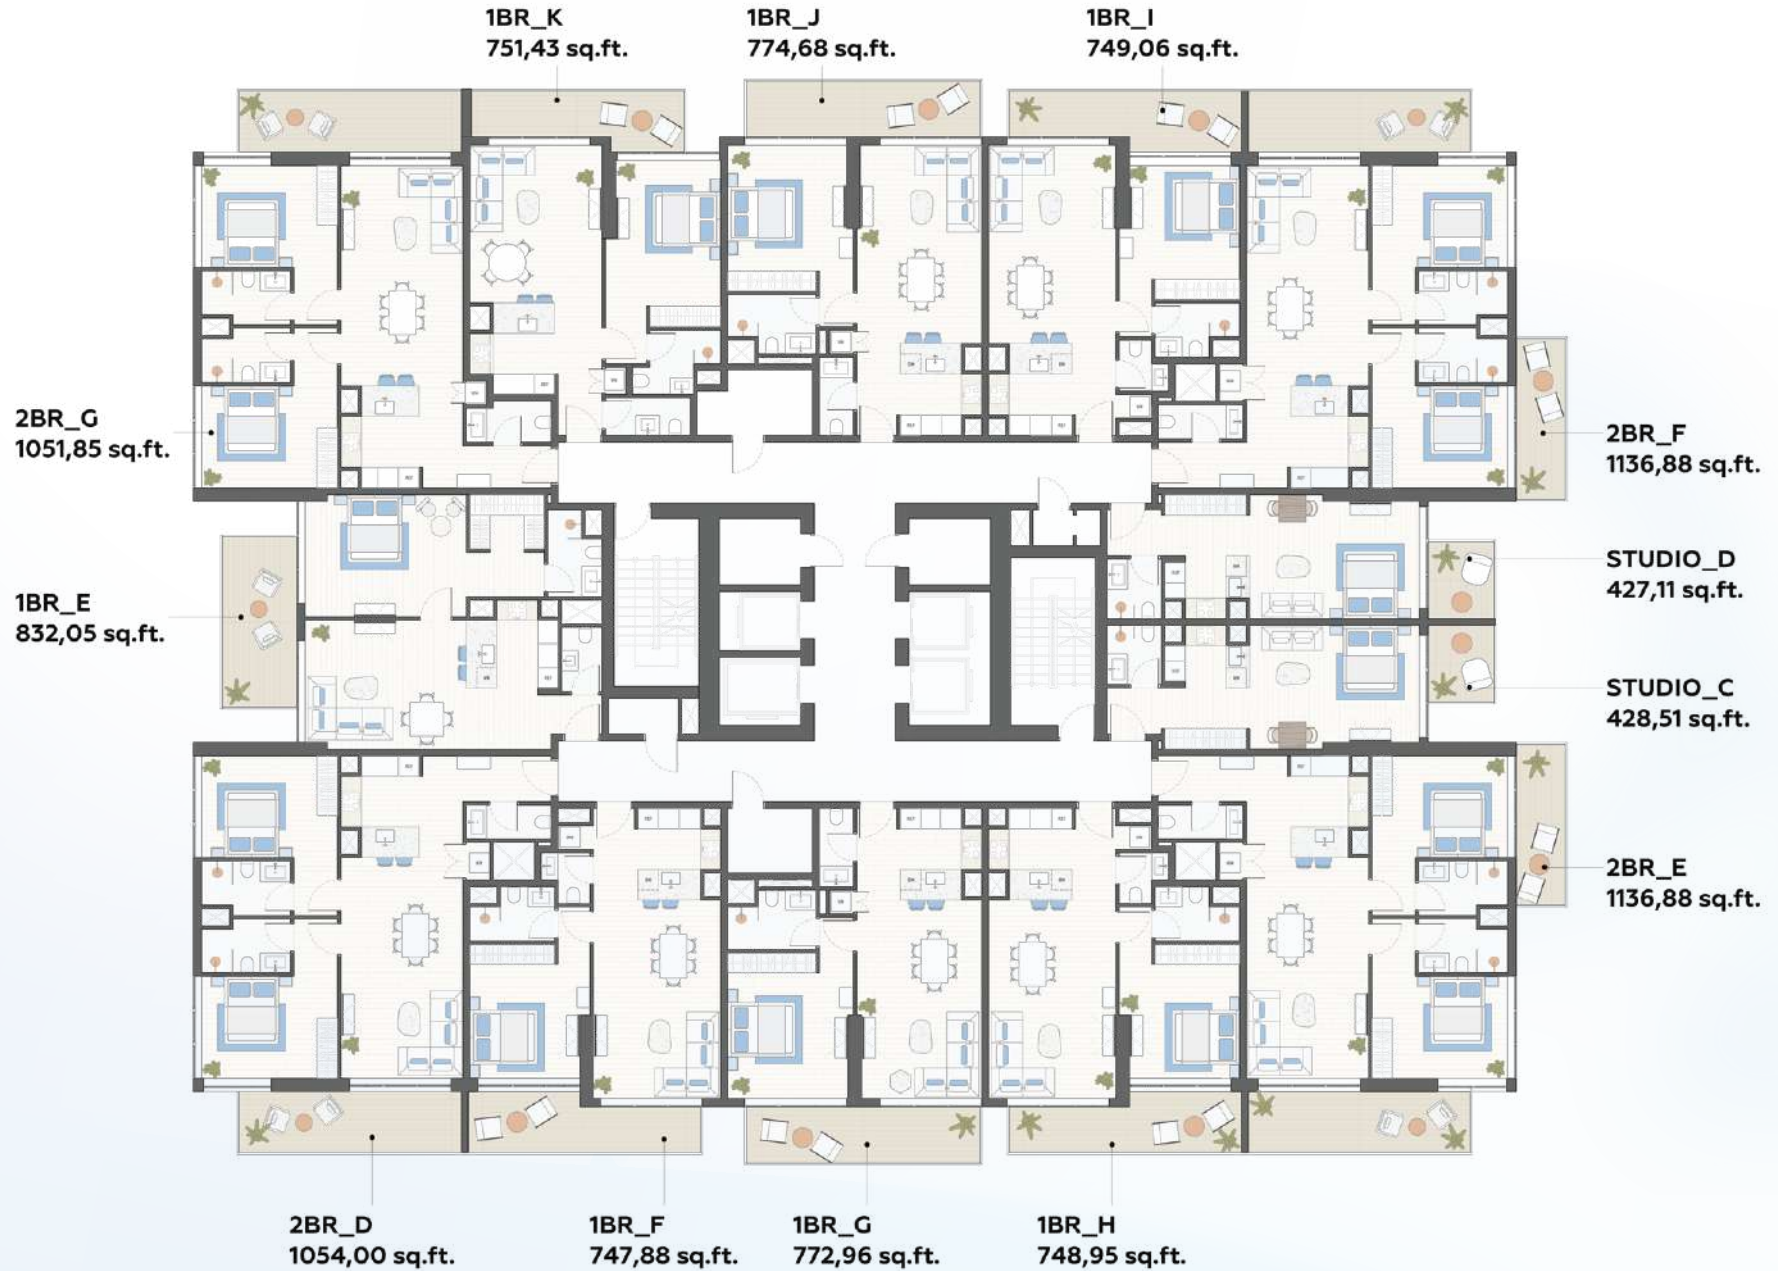 1BR_K
751,43 sq.ft.
1BR_J
774,68 sq.ft.
1BR_I
749,06 sq.ft.
2BR_G
1051,85 sq.ft.
2BR_F
1136,88 sq.ft.
STUDIO_D
427,11 sq.ft.
1BR_E
832,05 sq.ft.
STUDIO_C
428,51 sq.ft.
2BR_E
1136,88 sq.ft.
2BR_D
1054,00 sq.ft.
1BR_F
747,88 sq.ft.
1BR_G
772,96 sq.ft.
1BR_H
748,95 sq.ft.